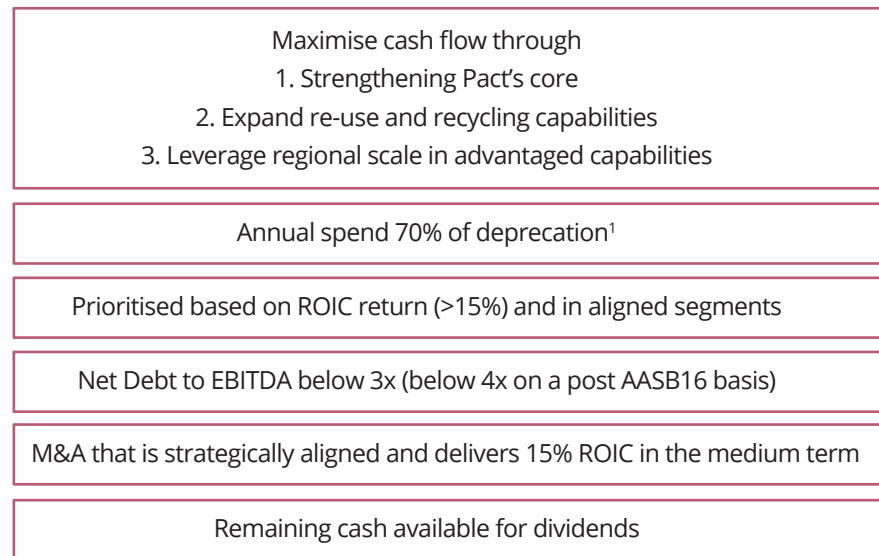 Maximise cash flow through
1. Strengthening Pact’s core
2. Expand re-use and recycling capabilities
3. Leverage regional scale in advantaged capabilities
Annual spend 70% of deprecation¹
Prioritised based on ROIC return (>15%) and in aligned segments
Net Debt to EBITDA below 3x (below 4x on a post AASB16 basis)
M&A that is strategically aligned and delivers 15% ROIC in the medium term
Remaining cash available for dividends